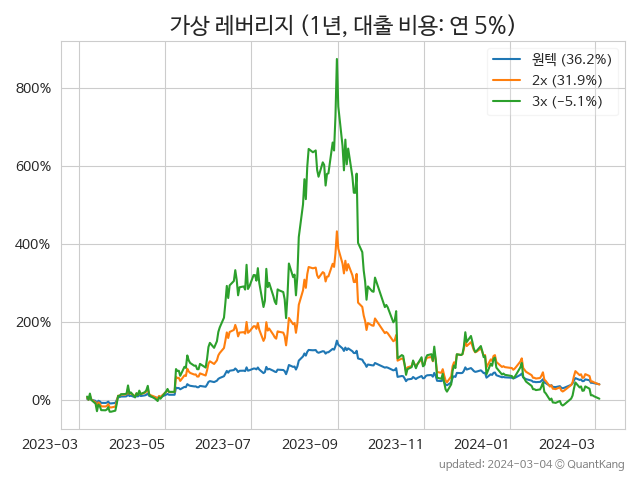 가상 레버리지 (1년, 대출 비용: 연 5%)
원텍 (36.2%)
2x (31.9%)
3x (−5.1%)
800%
600%
400%
200%
0%
2023-03
2023-05
2023-07
2023-09
2023-11
2024-01
2024-03
updated: 2024-03-04 © QuantKang